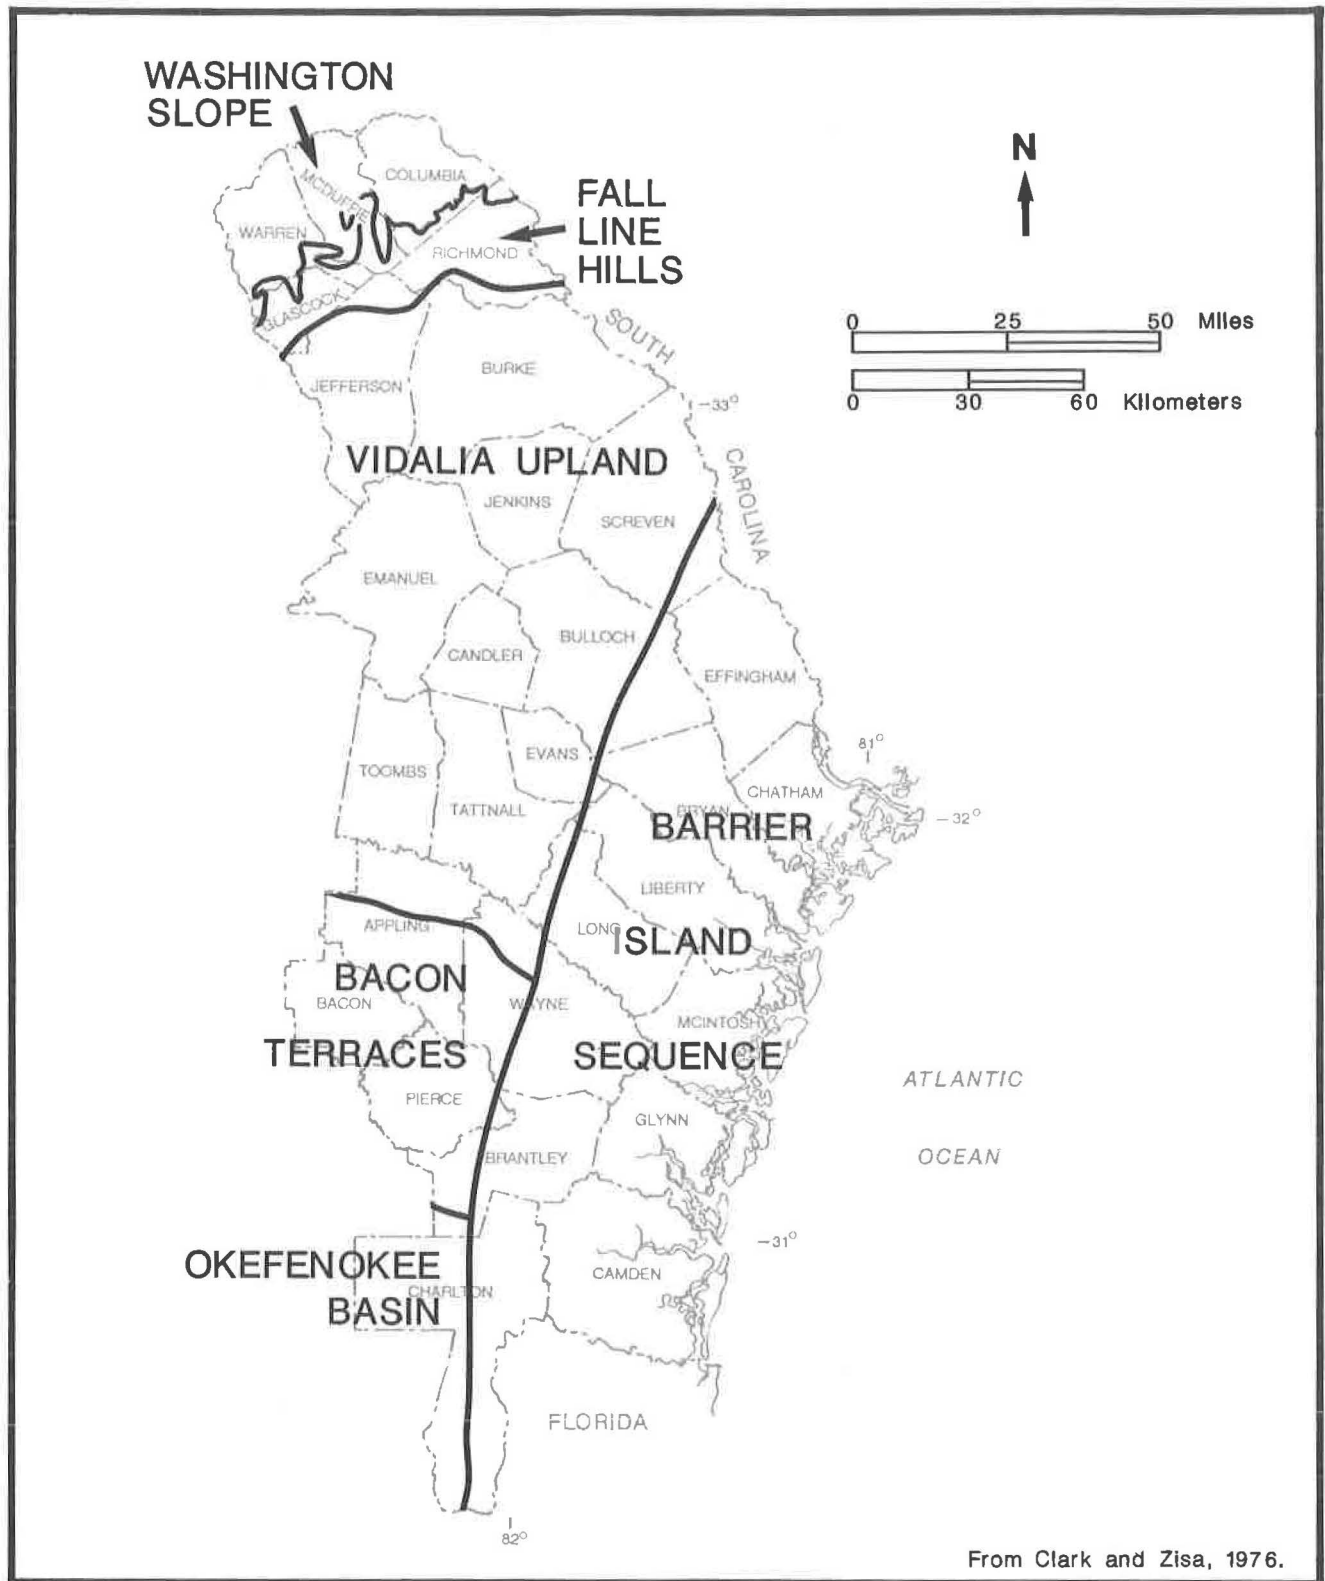 WASHINGTON
SLOPE
N
COLUMBIA
MCDUFFIE
FALL
LINE
HILLS
WARREN
RICHMOND
GLASCOCK
SOUTH
0 25 50 Miles
0 30 60 Kilometers
JEFFERSON
BURKE
-33°
VIDALIA UPLAND
CAROLINA
JENKINS
SCREVEN
EMANUEL
BULLOCH
CANDLER
EFFINGHAM
81°
EVANS
TOOMBS
CHATHAM
TATTNALL
BRYAN
BARRIER
-32°
LIBERTY
APPLING
LONG
ISLAND
BACON
BACON
WAYNE
MCINTOSH
TERRACES
SEQUENCE
ATLANTIC
PIERCE
GLYNN
BRANTLEY
OCEAN
-31°
OKEFENOKEE
CAMDEN
CHARLTON
BASIN
FLORIDA
82°
From Clark and Zisa, 1976.